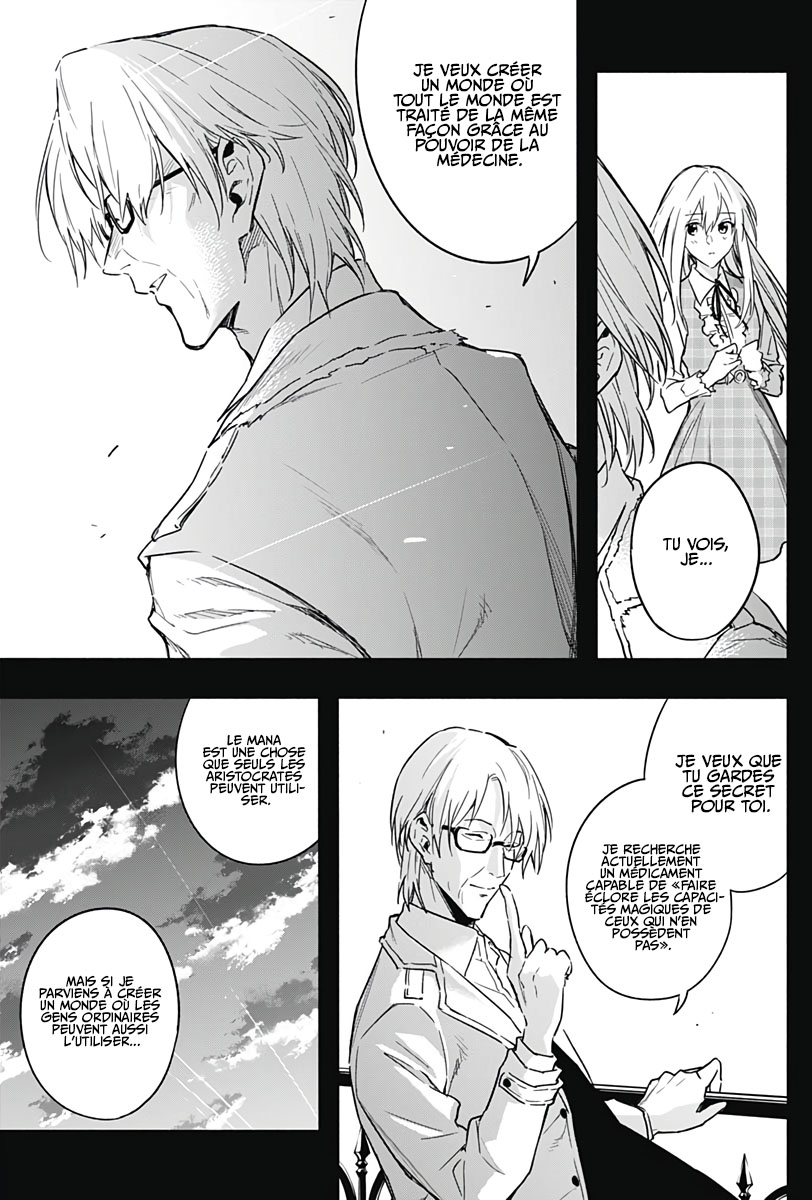 TU VOIS,
JE...
JE VEUX CRÉER
UN MONDE OÙ
TOUT LE MONDE EST
TRAITÉ DE LA MÊME
FAÇON GRÂCE AU
POUVOIR DE LA
MÉDECINE.
JE VEUX QUE
TU GARDES
CE SECRET
POUR TOI.
JE RECHERCHE
ACTUELLEMENT
UN MÉDICAMENT
CAPABLE DE «FAIRE
ÉCLORE LES CAPACI-
TÉS MAGIQUES DE
CEUX QUI N'EN
POSSÈDENT
PAS».
LE MANA
EST UNE CHOSE
QUE SEULS LES
ARISTOCRATES
PEUVENT UTILI-
SER.
MAIS SI JE
PARVIENS À CRÉER
UN MONDE OÙ LES
GENS ORDINAIRES
PEUVENT AUSSI
L'UTILISER...